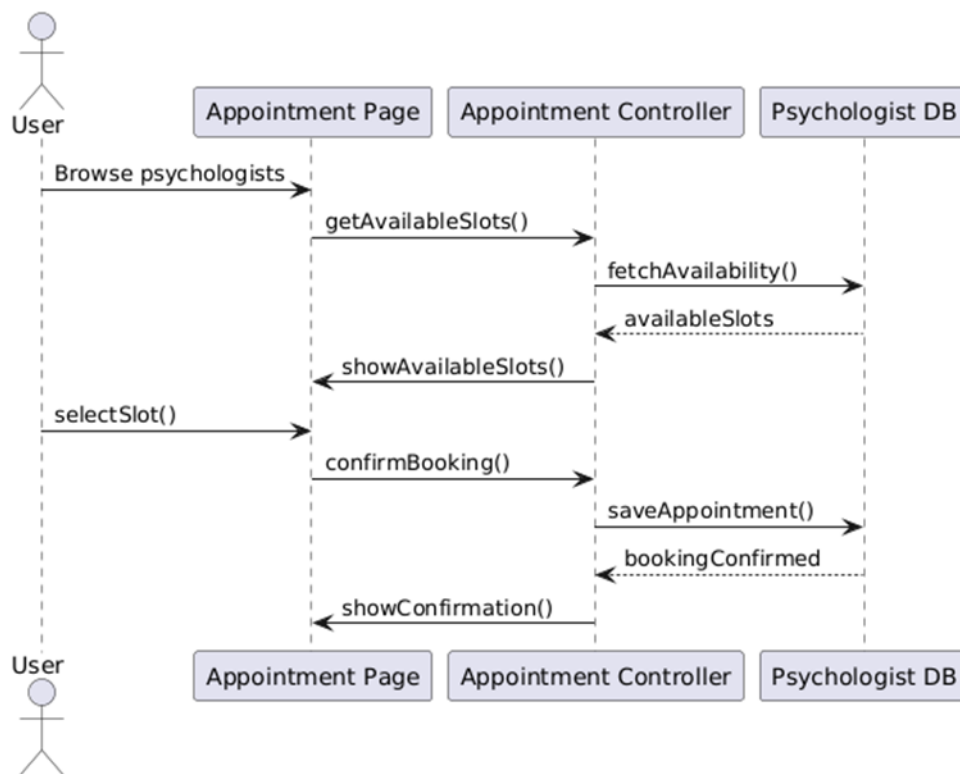 User
Appointment Page
Appointment Controller
Psychologist DB
Browse psychologists
getAvailableSlots()
fetchAvailability()
availableSlots
showAvailableSlots()
selectSlot()
confirmBooking()
saveAppointment()
bookingConfirmed
showConfirmation()
User
Appointment Page
Appointment Controller
Psychologist DB